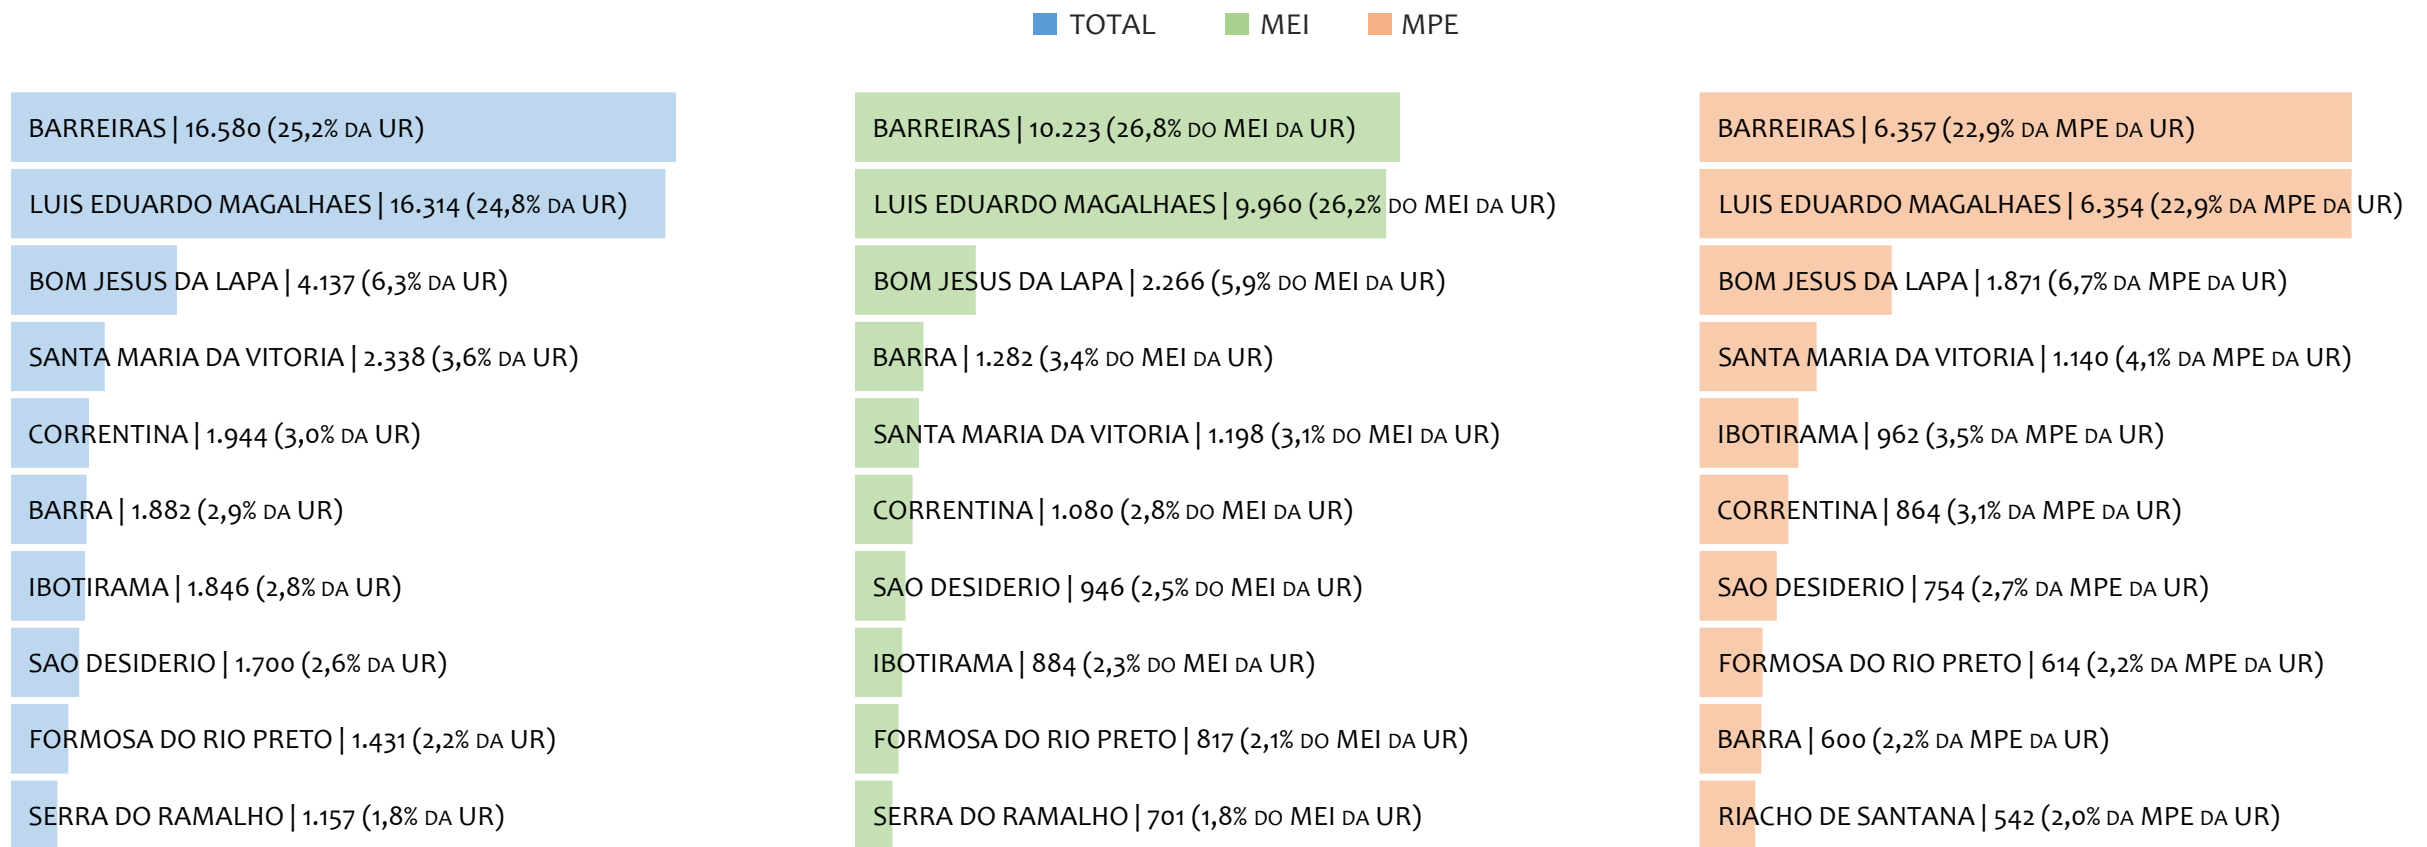 TOTAL MEI MPE
BARREIRAS | 16.580 (25,2% DA UR)
LUIS EDUARDO MAGALHAES | 16.314 (24,8% DA UR)
BOM JESUS DA LAPA | 4.137 (6,3% DA UR)
SANTA MARIA DA VITORIA | 2.338 (3,6% DA UR)
CORRENTINA | 1.944 (3,0% DA UR)
BARRA | 1.882 (2,9% DA UR)
IBOTIRAMA | 1.846 (2,8% DA UR)
SAO DESIDERIO | 1.700 (2,6% DA UR)
FORMOSA DO RIO PRETO | 1.431 (2,2% DA UR)
SERRA DO RAMALHO | 1.157 (1,8% DA UR)
BARREIRAS | 10.223 (26,8% DO MEI DA UR)
LUIS EDUARDO MAGALHAES | 9.960 (26,2% DO MEI DA UR)
BOM JESUS DA LAPA | 2.266 (5,9% DO MEI DA UR)
BARRA | 1.282 (3,4% DO MEI DA UR)
SANTA MARIA DA VITORIA | 1.198 (3,1% DO MEI DA UR)
CORRENTINA | 1.080 (2,8% DO MEI DA UR)
SAO DESIDERIO | 946 (2,5% DO MEI DA UR)
IBOTIRAMA | 884 (2,3% DO MEI DA UR)
FORMOSA DO RIO PRETO | 817 (2,1% DO MEI DA UR)
SERRA DO RAMALHO | 701 (1,8% DO MEI DA UR)
BARREIRAS | 6.357 (22,9% DA MPE DA UR)
LUIS EDUARDO MAGALHAES | 6.354 (22,9% DA MPE DA UR)
BOM JESUS DA LAPA | 1.871 (6,7% DA MPE DA UR)
SANTA MARIA DA VITORIA | 1.140 (4,1% DA MPE DA UR)
IBOTIRAMA | 962 (3,5% DA MPE DA UR)
CORRENTINA | 864 (3,1% DA MPE DA UR)
SAO DESIDERIO | 754 (2,7% DA MPE DA UR)
FORMOSA DO RIO PRETO | 614 (2,2% DA MPE DA UR)
BARRA | 600 (2,2% DA MPE DA UR)
RIACHO DE SANTANA | 542 (2,0% DA MPE DA UR)